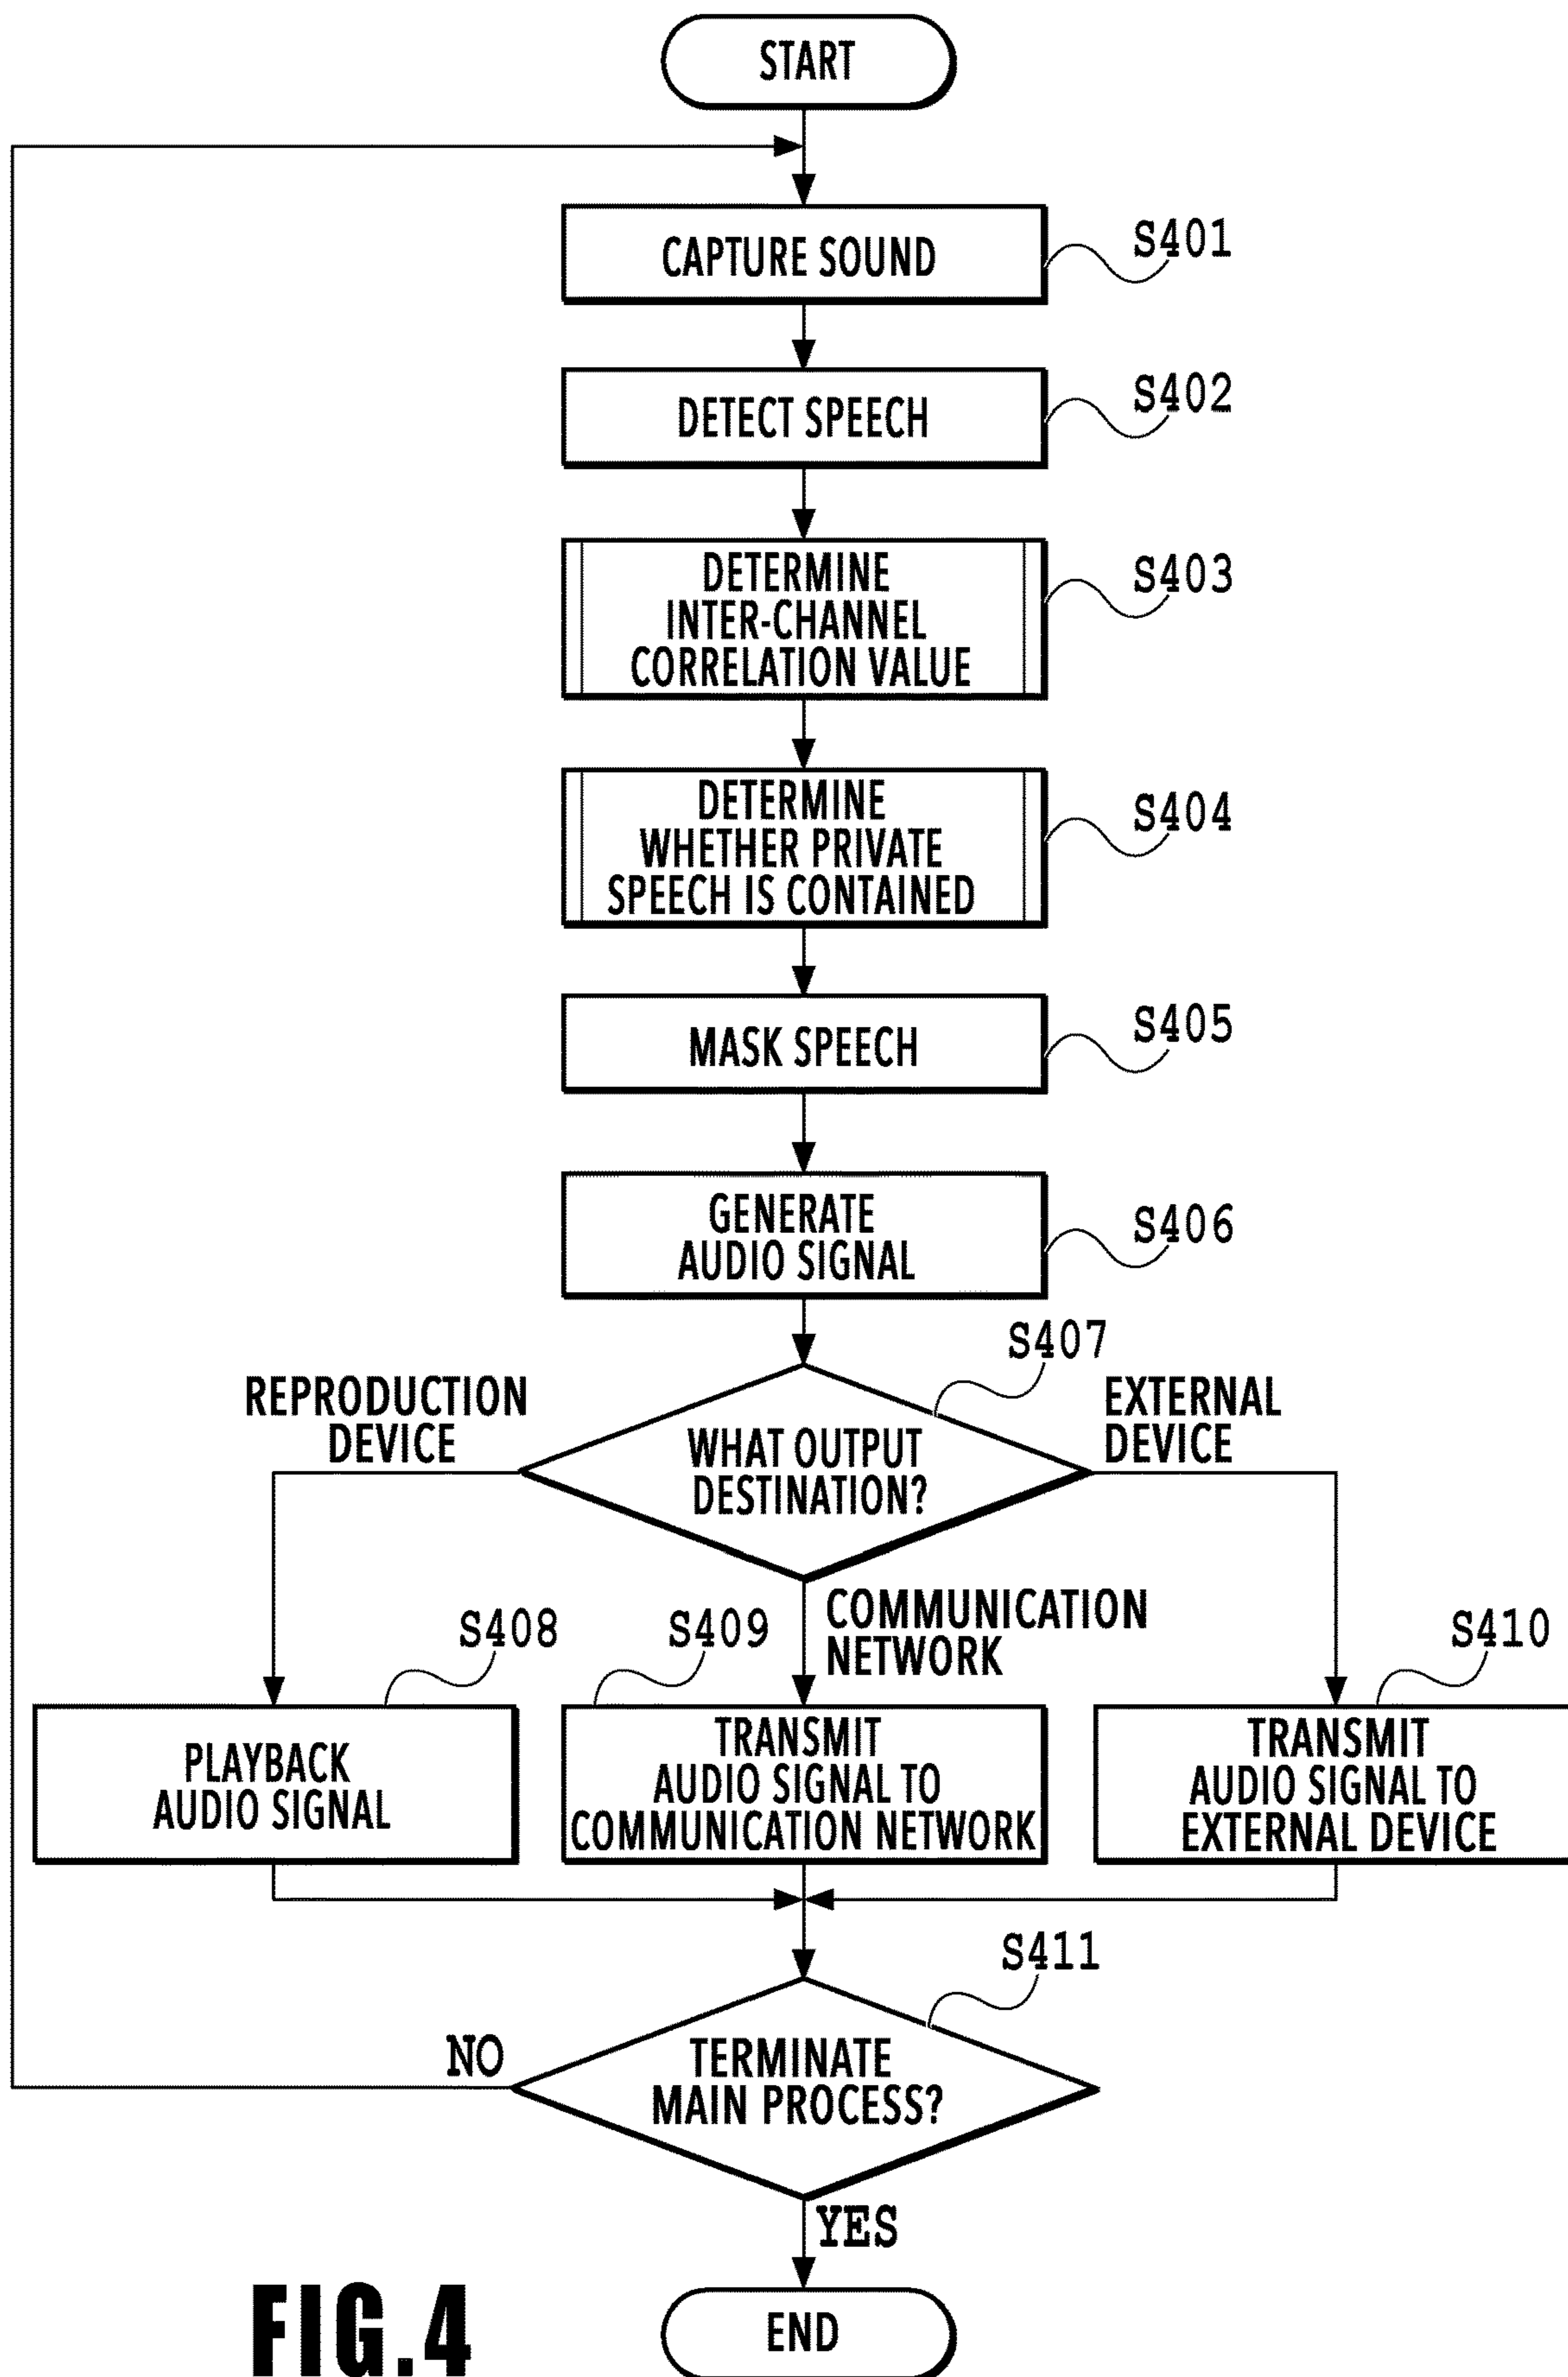 START
CAPTURE SOUND
S401
DETECT SPEECH
S402
DETERMINE
INTER-CHANNEL
CORRELATION VALUE
S403
DETERMINE
WHETHER PRIVATE
SPEECH IS CONTAINED
S404
MASK SPEECH
S405
GENERATE
AUDIO SIGNAL
S406
S407
REPRODUCTION
DEVICE
WHAT OUTPUT
DESTINATION?
EXTERNAL
DEVICE
COMMUNICATION
NETWORK
S408
PLAYBACK
AUDIO SIGNAL
S409
TRANSMIT
AUDIO SIGNAL TO
COMMUNICATION NETWORK
S410
TRANSMIT
AUDIO SIGNAL TO
EXTERNAL DEVICE
S411
TERMINATE
MAIN PROCESS?
NO
YES
END
FIG.4